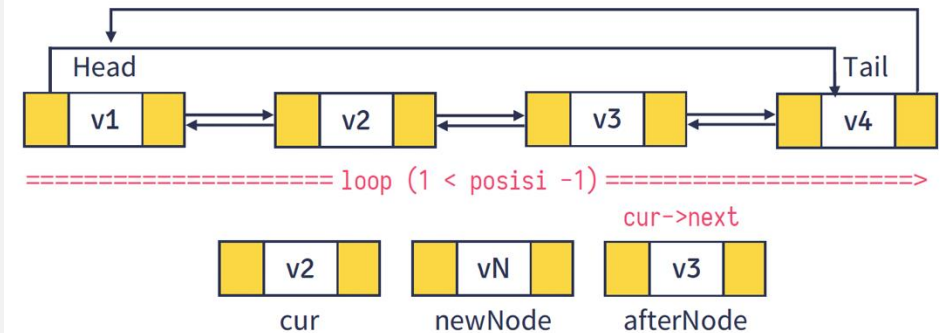 Head Tail
v1 v2 v3 v4
===================== loop (1 < posisi -1) ======================>
cur->next
v2 vN v3
cur newNode afterNode